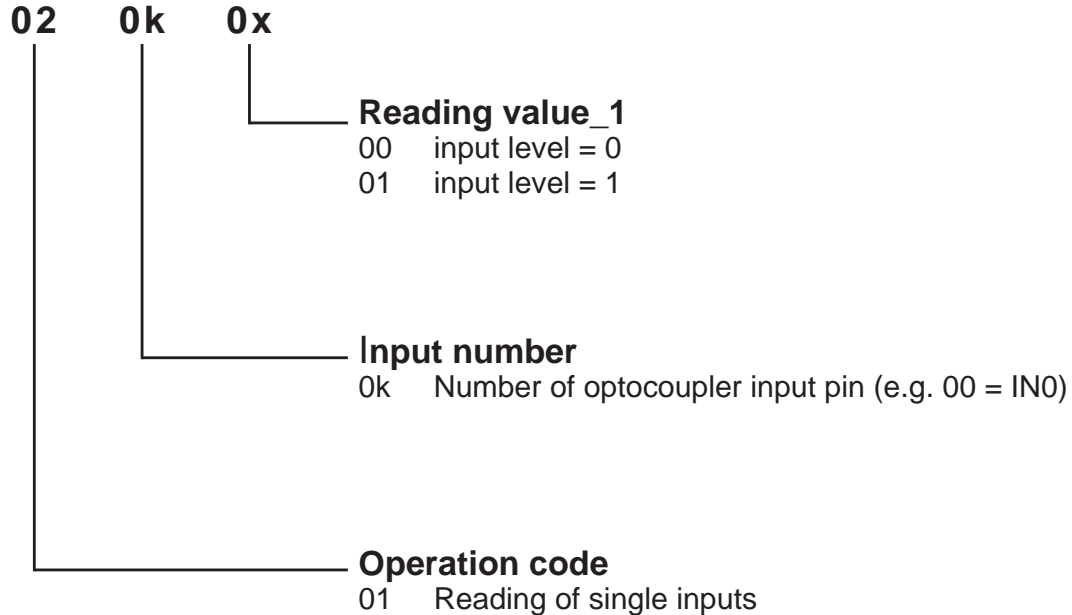 02 0k 0x
Reading value_1
00 input level = 0
01 input level = 1
Input number
0k Number of optocoupler input pin (e.g. 00 = IN0)
Operation code
01 Reading of single inputs